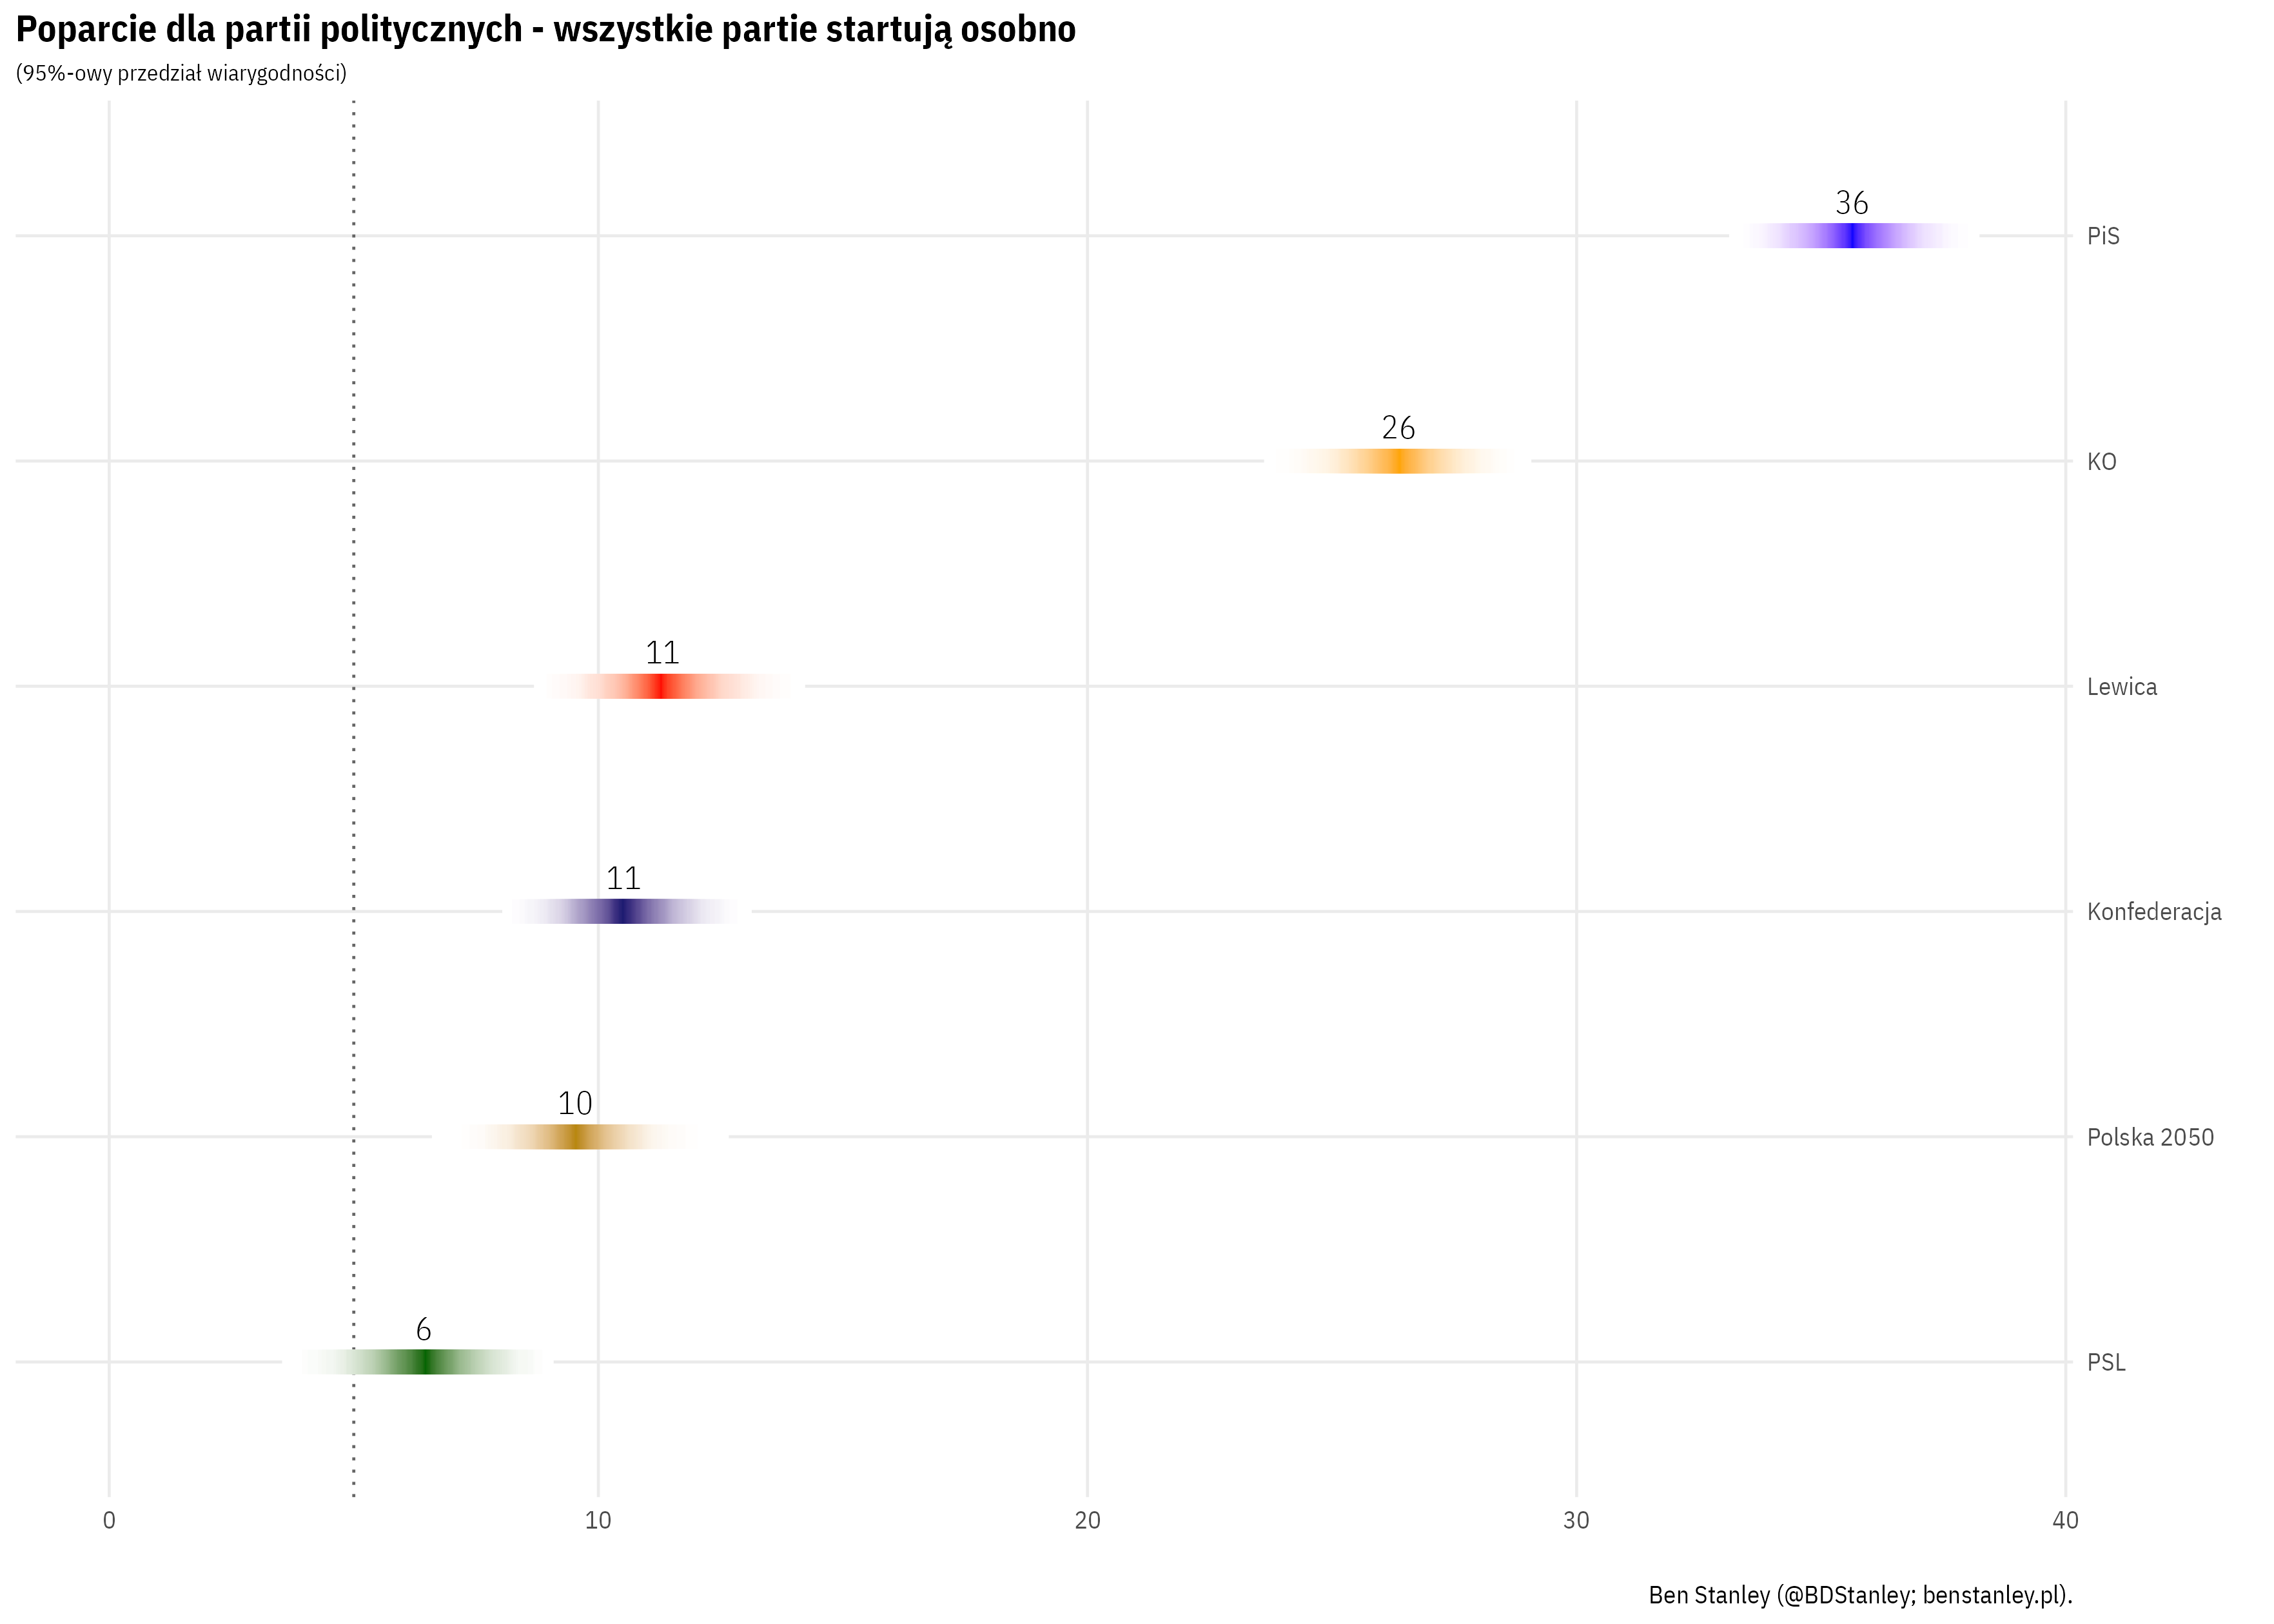 Poparcie dla partii politycznych - wszystkie partie startują osobno
(95%-owy przedział wiarygodności)
36
PiS
26
KO
11
Lewica
11
Konfederacja
10
Polska 2050
6
PSL
0 10 20 30 40
Ben Stanley (@BDStanley; benstanley.pl).